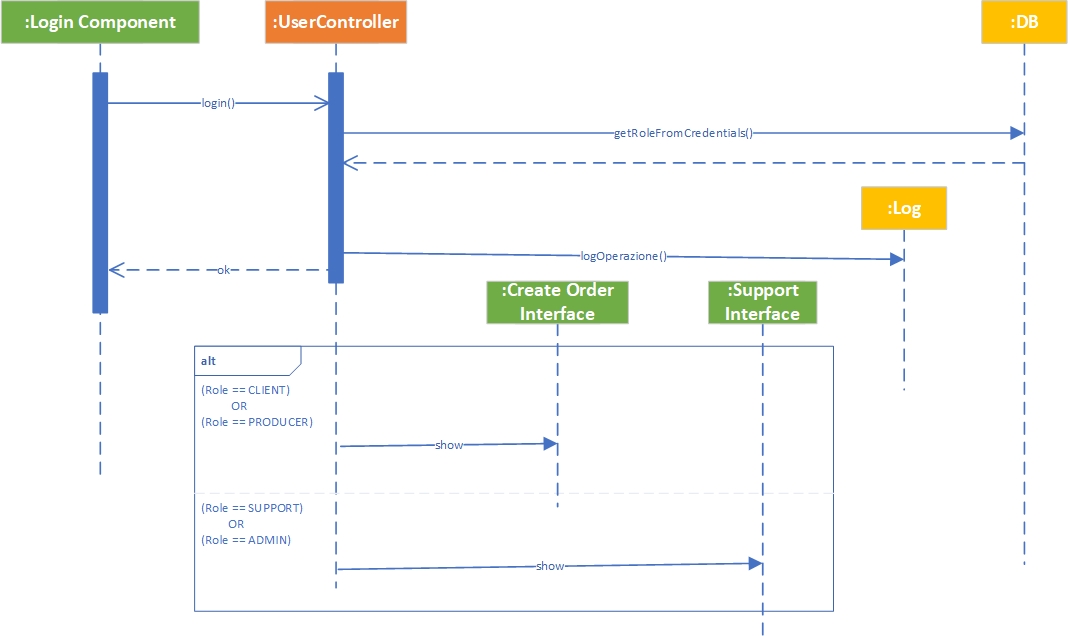 :Login Component
:UserController
:DB
login()
getRoleFromCredentials()
:Log
logOperazione()
ok
:Create Order
Interface
:Support
Interface
alt
(Role == CLIENT)
OR
(Role == PRODUCER)
show
(Role == SUPPORT)
OR
(Role == ADMIN)
show